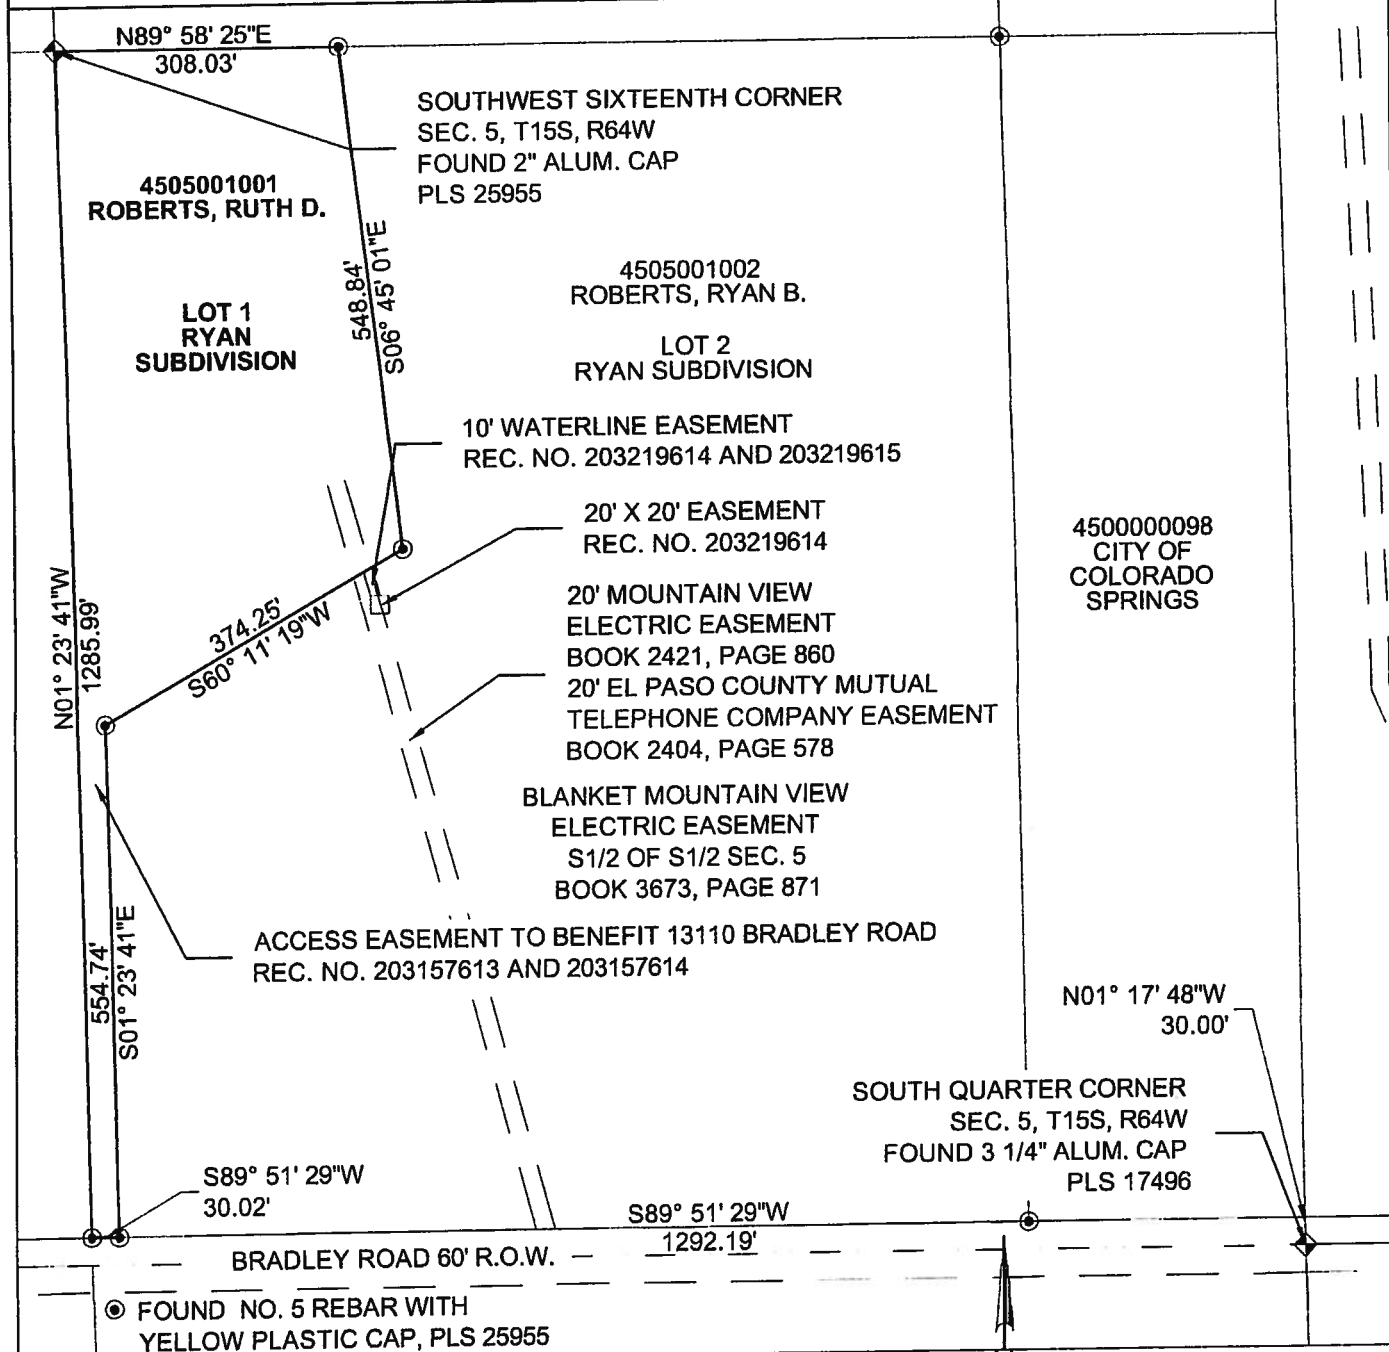 N89° 58' 25"E
308.03'
SOUTHWEST SIXTEENTH CORNER
SEC. 5, T15S, R64W
FOUND 2" ALUM. CAP
PLS 25955
4505001001
ROBERTS, RUTH D.
548.84'
S06° 45' 01"E
4505001002
ROBERTS, RYAN B.
LOT 1
RYAN
SUBDIVISION
LOT 2
RYAN SUBDIVISION
10' WATERLINE EASEMENT
REC. NO. 203219614 AND 203219615
20' X 20' EASEMENT
REC. NO. 203219614
4500000098
CITY OF
COLORADO
SPRINGS
N01° 23' 41"W
1285.99'
374.25'
S60° 11' 19"W
20' MOUNTAIN VIEW
ELECTRIC EASEMENT
BOOK 2421, PAGE 860
20' EL PASO COUNTY MUTUAL
TELEPHONE COMPANY EASEMENT
BOOK 2404, PAGE 578
BLANKET MOUNTAIN VIEW
ELECTRIC EASEMENT
S1/2 OF S1/2 SEC. 5
BOOK 3673, PAGE 871
554.74'
S01° 23' 41"E
ACCESS EASEMENT TO BENEFIT 13110 BRADLEY ROAD
REC. NO. 203157613 AND 203157614
N01° 17' 48"W
30.00'
SOUTH QUARTER CORNER
SEC. 5, T15S, R64W
FOUND 3 1/4" ALUM. CAP
PLS 17496
S89° 51' 29"W
30.02'
S89° 51' 29"W
1292.19'
BRADLEY ROAD 60' R.O.W.
FOUND NO. 5 REBAR WITH
YELLOW PLASTIC CAP, PLS 25955